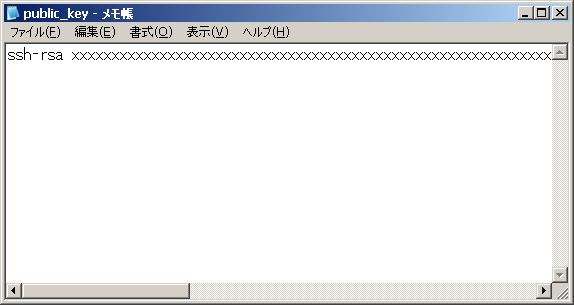 public_key - メモ帳
ファイル(F) 編集(E) 書式(O) 表示(V) ヘルプ(H)
ssh-rsa xxxxxxxxxxxxxxxxxxxxxxxxxxxxxxxxxxxxxxxxxxxxxxxxxxxxxxxxxxxx